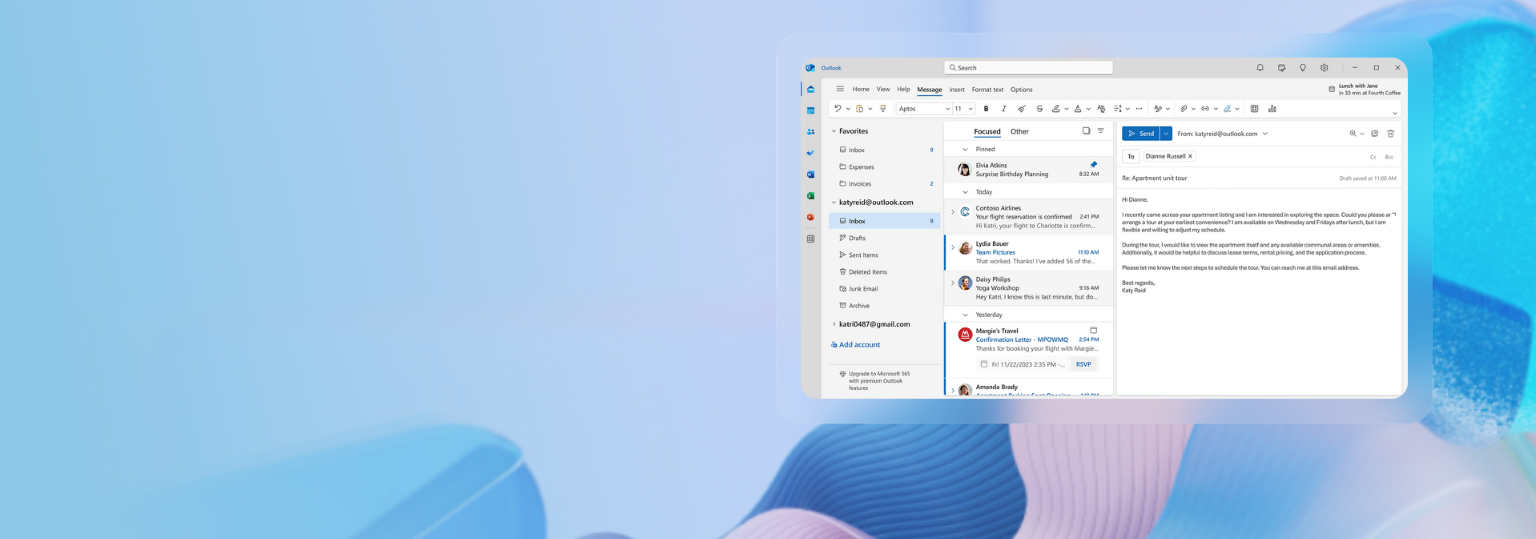 Outlook
Search
Home View Help Message Insert Format text Options
Lunch with Jane
in 30 min at Fourth Coffee
Aptos 11 B I
Favorites
Inbox 9
Expenses
Invoices 2
katyreid@outlook.com
Inbox 9
Drafts
Sent Items
Deleted Items
Junk Email
Archive
katri0487@gmail.com
Add account
Upgrade to Microsoft 365
with premium Outlook
features
Focused Other
Pinned
Elvia Atkins
Surprise Birthday Planning 8:32 AM
Today
Contoso Airlines
Your flight reservation is confirmed 2:41 PM
Hi Katri, your flight to Charlotte is confirm...
Lydia Bauer
Team Pictures 11:10 AM
That worked. Thanks! I've added 56 of the...
Daisy Philips
Yoga Workshop 9:16 AM
Hey Katri, I know this is last minute, but do...
Yesterday
Margie's Travel
Confirmation Letter - MPOWMQ 2:54 PM
Thanks for booking your flight with Margie...
Fri 11/22/2023 2:35 PM -... RSVP
Amanda Brady
Send From: katyreid@outlook.com
To Dianne Russell Cc Bcc
Re: Apartment unit tour Draft saved at 11:00 AM
Hi Dianne,
I recently came across your apartment listing and I am interested in exploring the space. Could you please
arrange a tour at your earliest convenience? I am available on Wednesday and Fridays after lunch, but I am
flexible and willing to adjust my schedule.
During the tour, I would like to view the apartment itself and any available communal areas or amenities.
Additionally, it would be helpful to discuss lease terms, rental pricing, and the application process.
Please let me know the next steps to schedule the tour. You can reach me at this email address.
Best regards,
Katy Reid